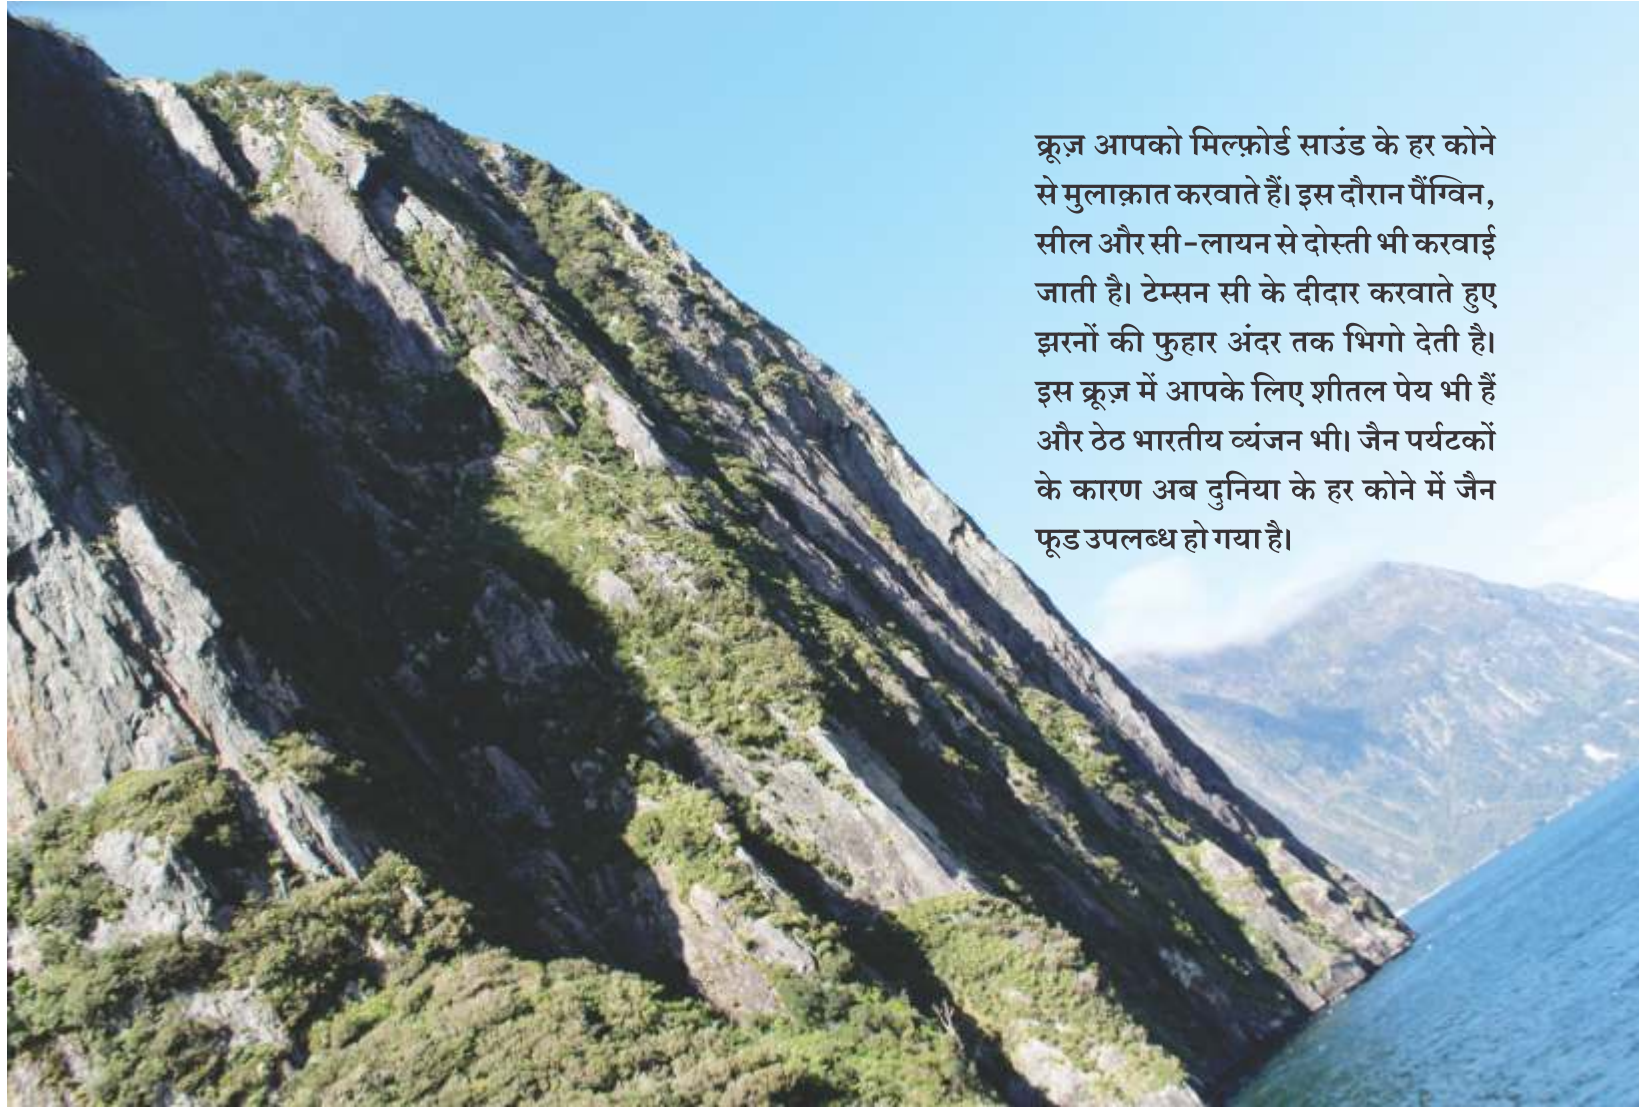 क्रूज़ आपको मिल्फ़ोर्ड साउंड के हर कोने
से मुलाक़ात करवाते हैं। इस दौरान पैंग्विन,
सील और सी-लायन से दोस्ती भी करवाई
जाती है। टेम्सन सी के दीदार करवाते हुए
झरनों की फुहार अंदर तक भिगो देती है।
इस क्रूज़ में आपके लिए शीतल पेय भी हैं
और ठेठ भारतीय व्यंजन भी। जैन पर्यटकों
के कारण अब दुनिया के हर कोने में जैन
फूड उपलब्ध हो गया है।